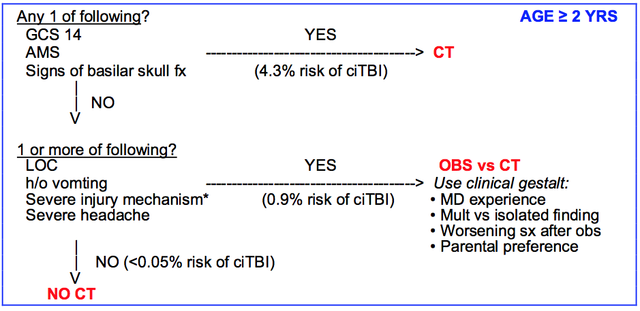 Any 1 of following? AGE ≥ 2 YRS
GCS 14 YES
AMS CT
Signs of basilar skull fx (4.3% risk of ciTBI)
NO
1 or more of following?
LOC YES OBS vs CT
h/o vomting Use clinical gestalt:
Severe injury mechanism* (0.9% risk of ciTBI) • MD experience
Severe headache • Mult vs isolated finding
• Worsening sx after obs
• Parental preference
NO (<0.05% risk of ciTBI)
NO CT